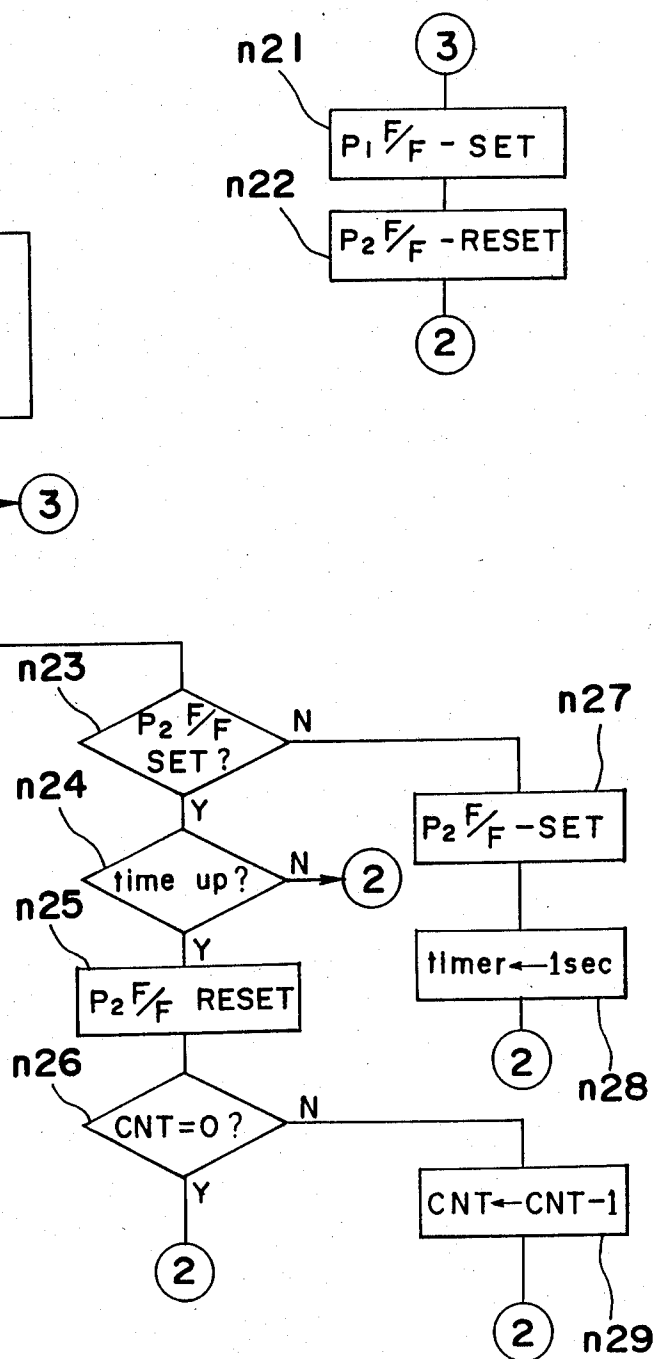 3
n21
P1 F/F - SET
n22
P2 F/F - RESET
2
3
n23
P2 F/F
SET ?
N
Y
n27
P2 F/F - SET
n24
time up ?
N
2
Y
n25
P2 F/F RESET
timer←1sec
2
n28
n26
CNT=0 ?
N
Y
2
CNT←CNT-1
2
n29